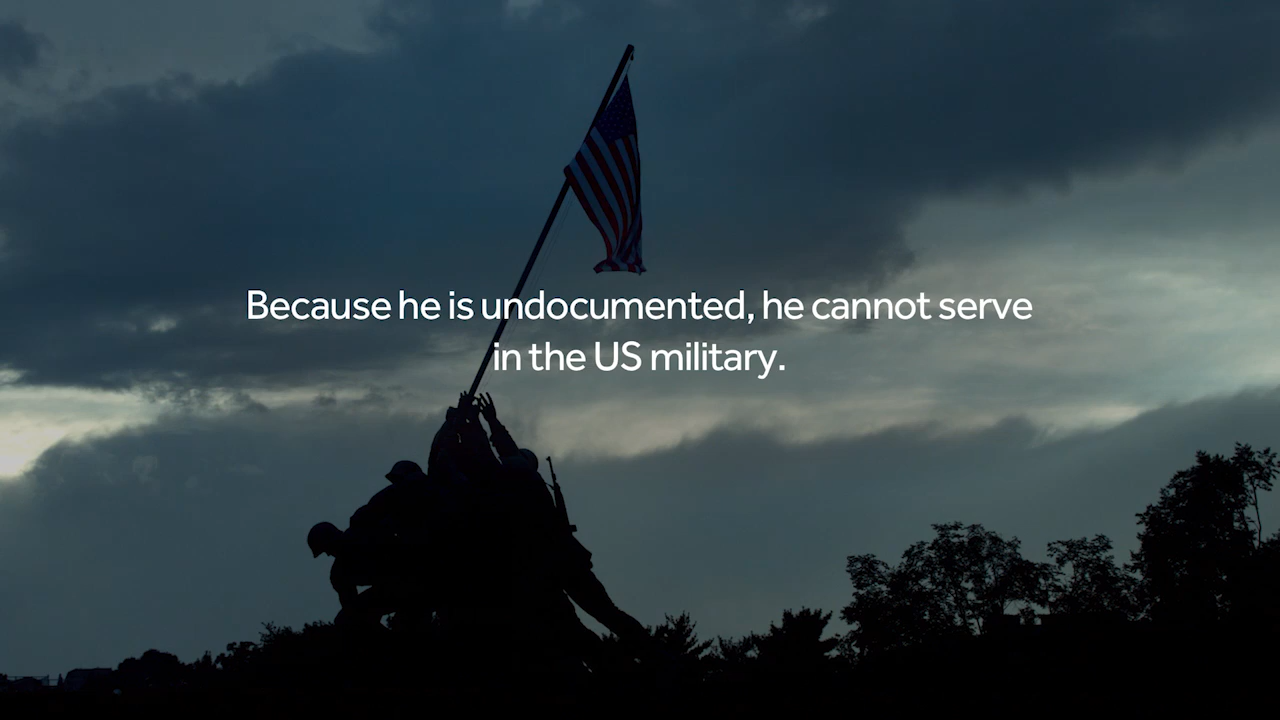 Because he is undocumented, he cannot serve
in the US military.